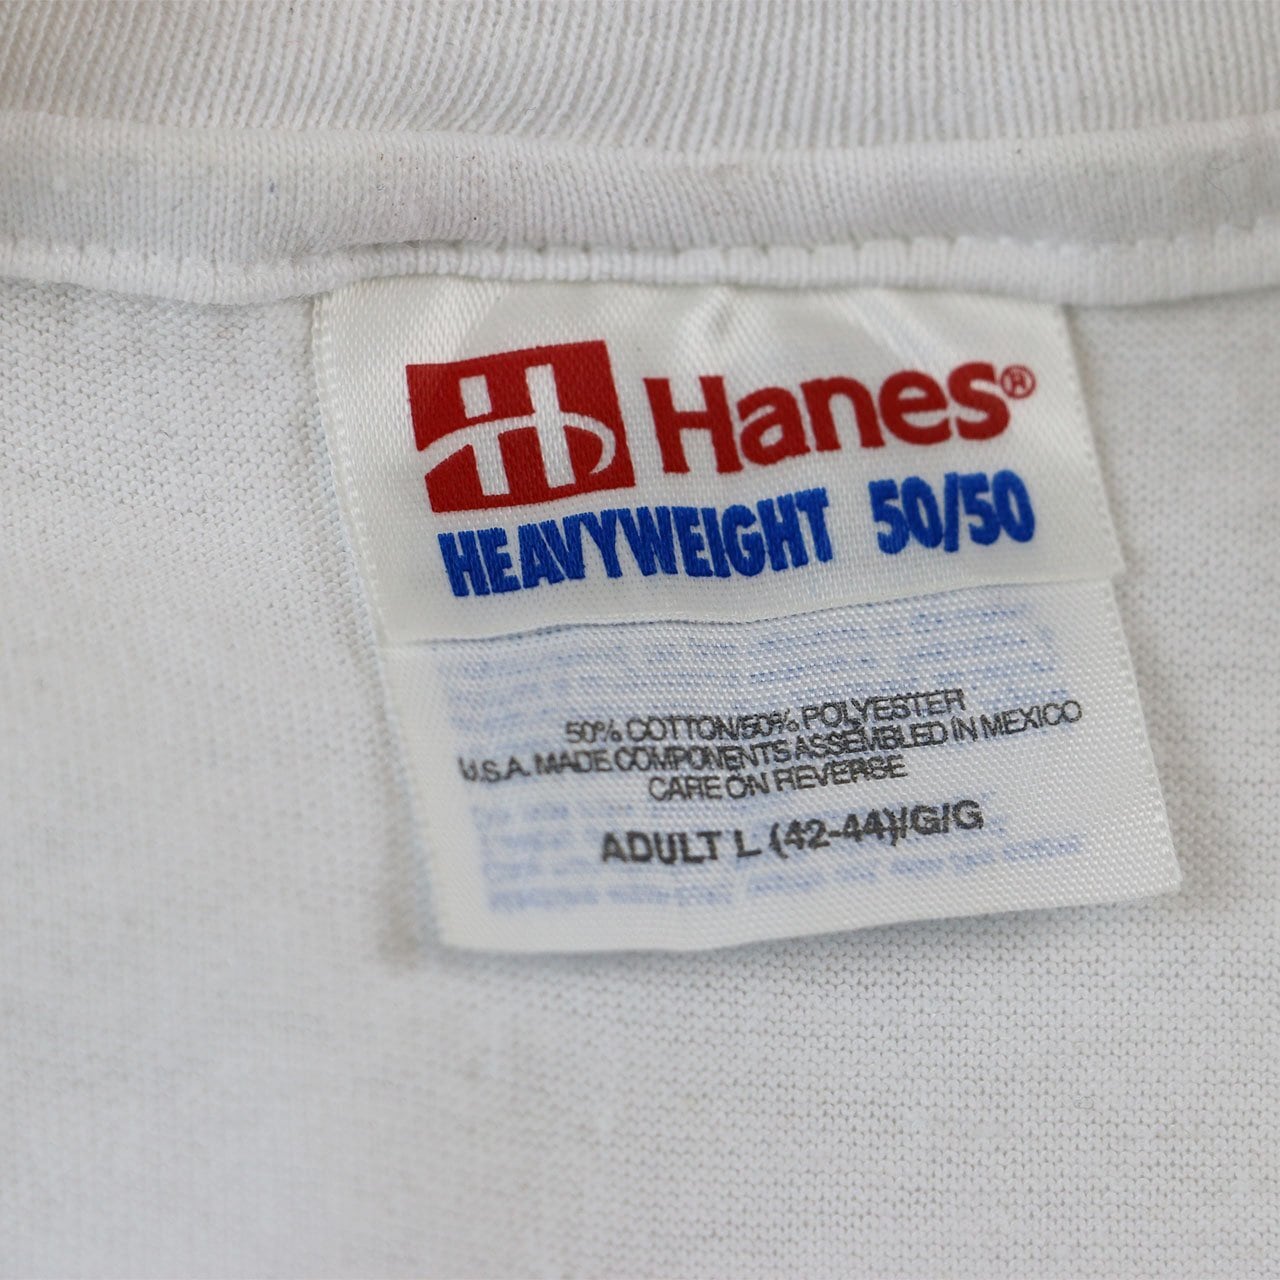 H Hanes®
HEAVYWEIGHT 50/50
50% COTTON/50% POLYESTER
U.S.A. MADE COMPONENTS ASSEMBLED IN MEXICO
CARE ON REVERSE
ADULT L (42-44)/G/G